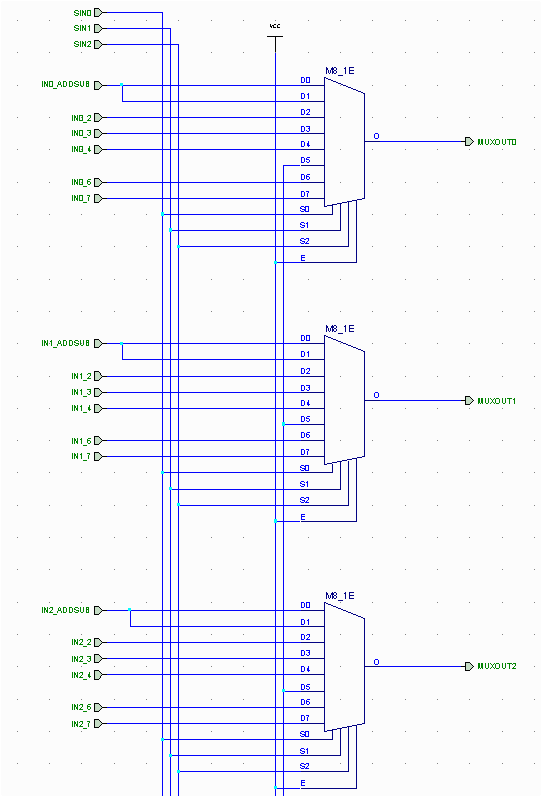 SIN0
SIN1
SIN2
VCC
M8_1E
IN0_ADDSUB D0
D1
IN0_2 D2
IN0_3 D3
IN0_4 D4
D5
IN0_6 D6
IN0_7 D7
S0
S1
S2
E
O MUXOUT0
M8_1E
IN1_ADDSUB D0
D1
IN1_2 D2
IN1_3 D3
IN1_4 D4
D5
IN1_6 D6
IN1_7 D7
S0
S1
S2
E
O MUXOUT1
M8_1E
IN2_ADDSUB D0
D1
IN2_2 D2
IN2_3 D3
IN2_4 D4
D5
IN2_6 D6
IN2_7 D7
S0
S1
S2
E
O MUXOUT2